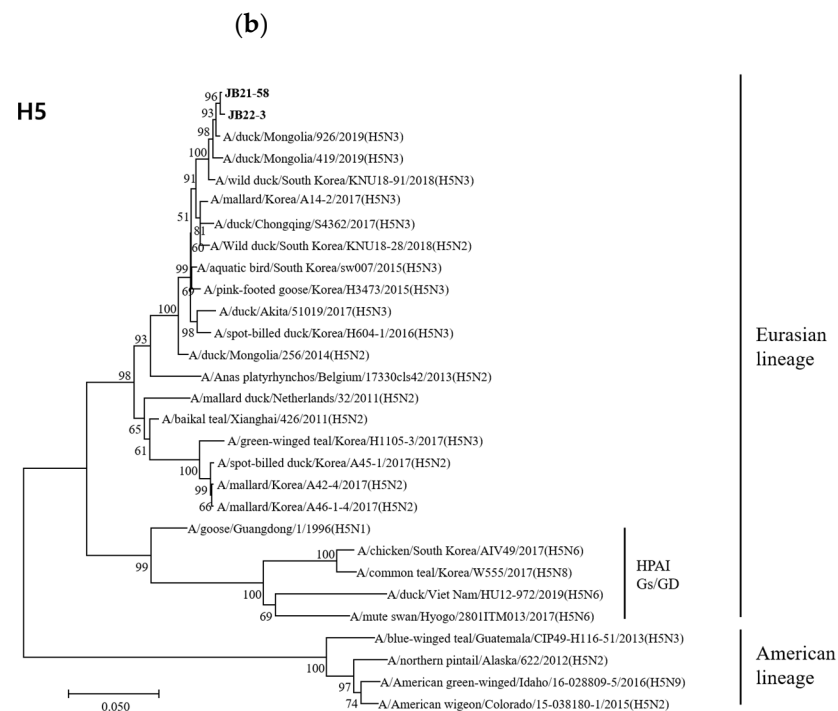 (b)
H5
96
JB21-58
93
JB22-3
98
A/duck/Mongolia/926/2019(H5N3)
100
A/duck/Mongolia/419/2019(H5N3)
91
A/wild duck/South Korea/KNU18-91/2018(H5N3)
A/mallard/Korea/A14-2/2017(H5N3)
51
A/duck/Chongqing/S4362/2017(H5N3)
81
60
A/Wild duck/South Korea/KNU18-28/2018(H5N2)
99
A/aquatic bird/South Korea/sw007/2015(H5N3)
69
A/pink-footed goose/Korea/H3473/2015(H5N3)
100
A/duck/Akita/51019/2017(H5N3)
98
A/spot-billed duck/Korea/H604-1/2016(H5N3)
93
A/duck/Mongolia/256/2014(H5N2)
98
A/Anas platyrhynchos/Belgium/17330cls42/2013(H5N2)
A/mallard duck/Netherlands/32/2011(H5N2)
65
A/baikal teal/Xianghai/426/2011(H5N2)
61
A/green-winged teal/Korea/H1105-3/2017(H5N3)
100
A/spot-billed duck/Korea/A45-1/2017(H5N2)
99
A/mallard/Korea/A42-4/2017(H5N2)
66
A/mallard/Korea/A46-1-4/2017(H5N2)
A/goose/Guangdong/1/1996(H5N1)
99
100
A/chicken/South Korea/AIV49/2017(H5N6)
A/common teal/Korea/W555/2017(H5N8)
100
A/duck/Viet Nam/HU12-972/2019(H5N6)
69
A/mute swan/Hyogo/2801ITM013/2017(H5N6)
HPAI
Gs/GD
Eurasian
lineage
A/blue-winged teal/Guatemala/CIP49-H116-51/2013(H5N3)
100
A/northern pintail/Alaska/622/2012(H5N2)
97
A/American green-winged/Idaho/16-028809-5/2016(H5N9)
74
A/American wigeon/Colorado/15-038180-1/2015(H5N2)
American
lineage
0.050